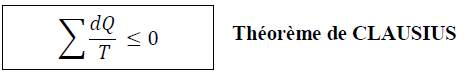 ∑ dQ/T ≤ 0
Théorème de CLAUSIUS